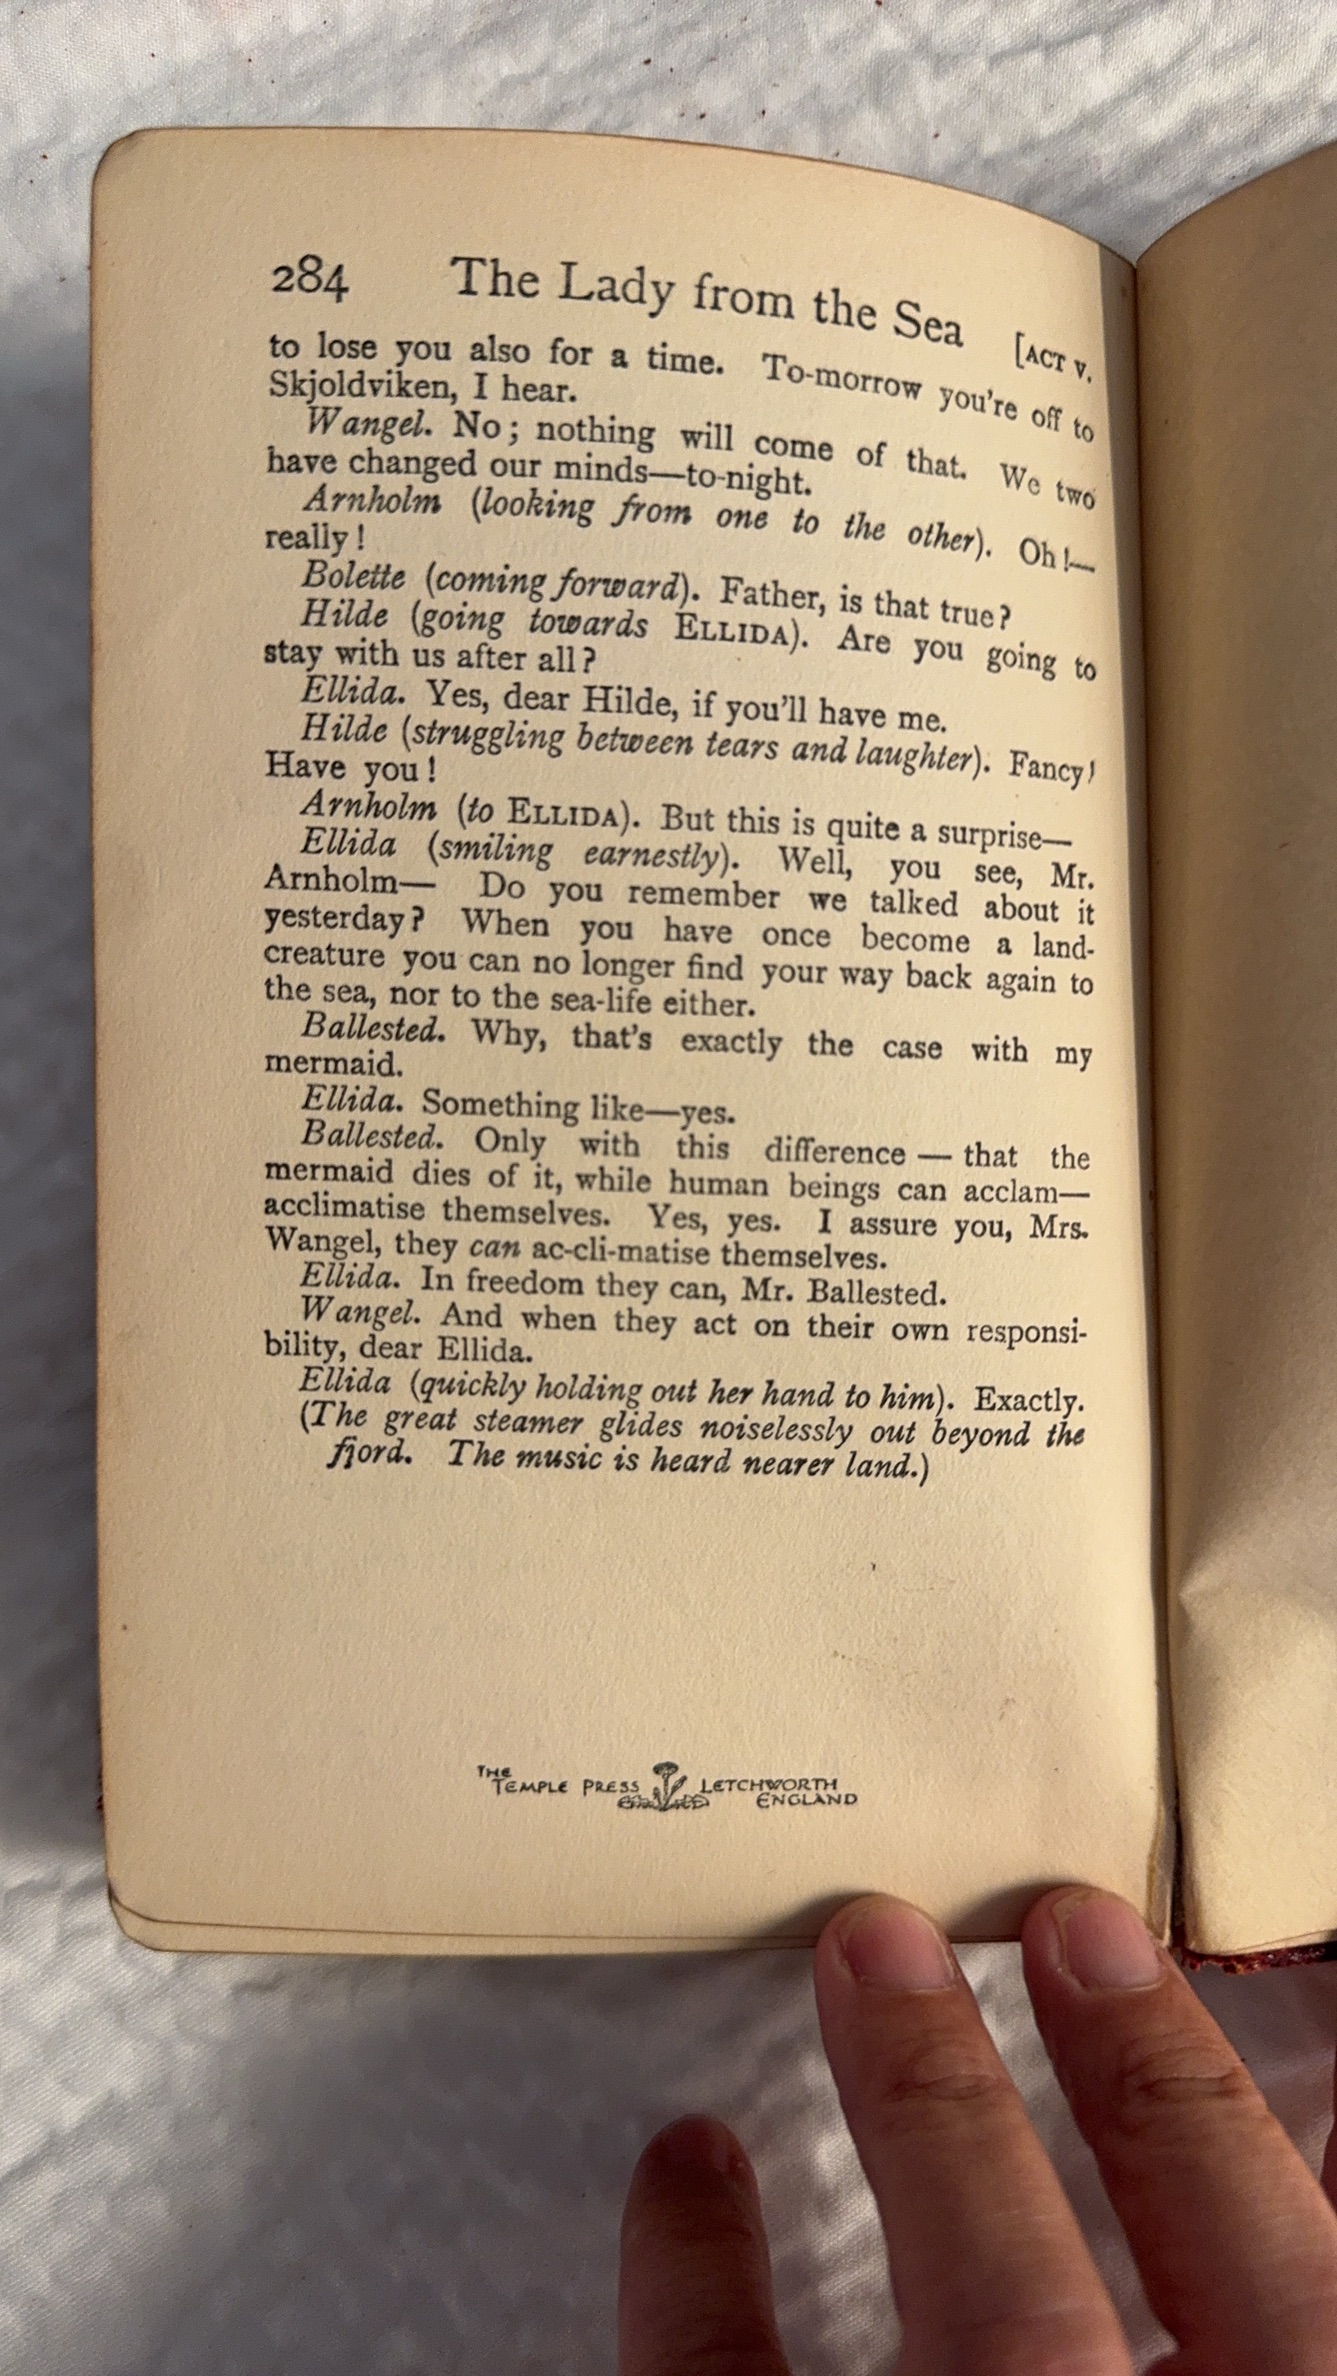 284 The Lady from the Sea [ACT V.
to lose you also for a time. To-morrow you're off to
Skjoldviken, I hear.
Wangel. No; nothing will come of that. We two
have changed our minds—to-night.
Arnholm (looking from one to the other). Oh!—
really!
Bolette (coming forward). Father, is that true?
Hilde (going towards ELLIDA). Are you going to
stay with us after all?
Ellida. Yes, dear Hilde, if you'll have me.
Hilde (struggling between tears and laughter). Fancy!
Have you!
Arnholm (to ELLIDA). But this is quite a surprise—
Ellida (smiling earnestly). Well, you see, Mr.
Arnholm— Do you remember we talked about it
yesterday? When you have once become a land-
creature you can no longer find your way back again to
the sea, nor to the sea-life either.
Ballested. Why, that's exactly the case with my
mermaid.
Ellida. Something like—yes.
Ballested. Only with this difference — that the
mermaid dies of it, while human beings can acclam—
acclimatise themselves. Yes, yes. I assure you, Mrs.
Wangel, they can ac-cli-matise themselves.
Ellida. In freedom they can, Mr. Ballested.
Wangel. And when they act on their own responsi-
bility, dear Ellida.
Ellida (quickly holding out her hand to him). Exactly.
(The great steamer glides noiselessly out beyond the
fjord. The music is heard nearer land.)
THE
TEMPLE PRESS LETCHWORTH
ENGLAND